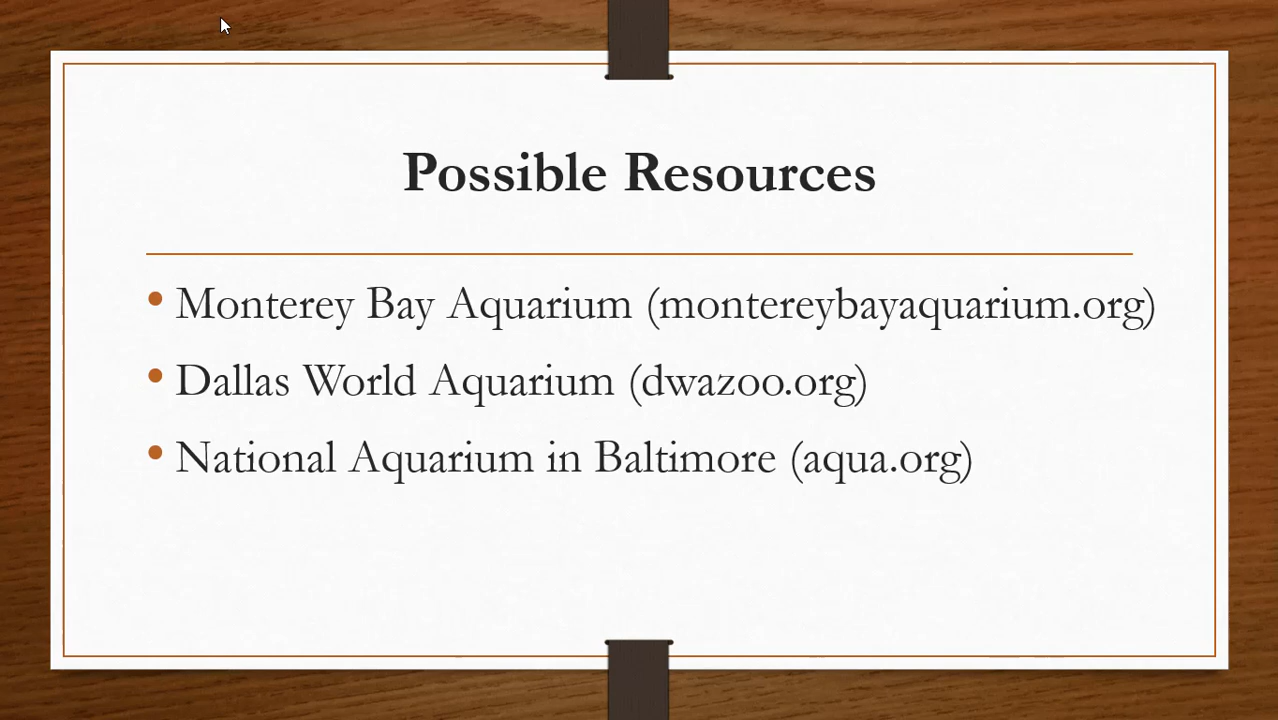 Possible Resources
• Monterey Bay Aquarium (montereybayaquarium.org)
• Dallas World Aquarium (dwazoo.org)
• National Aquarium in Baltimore (aqua.org)